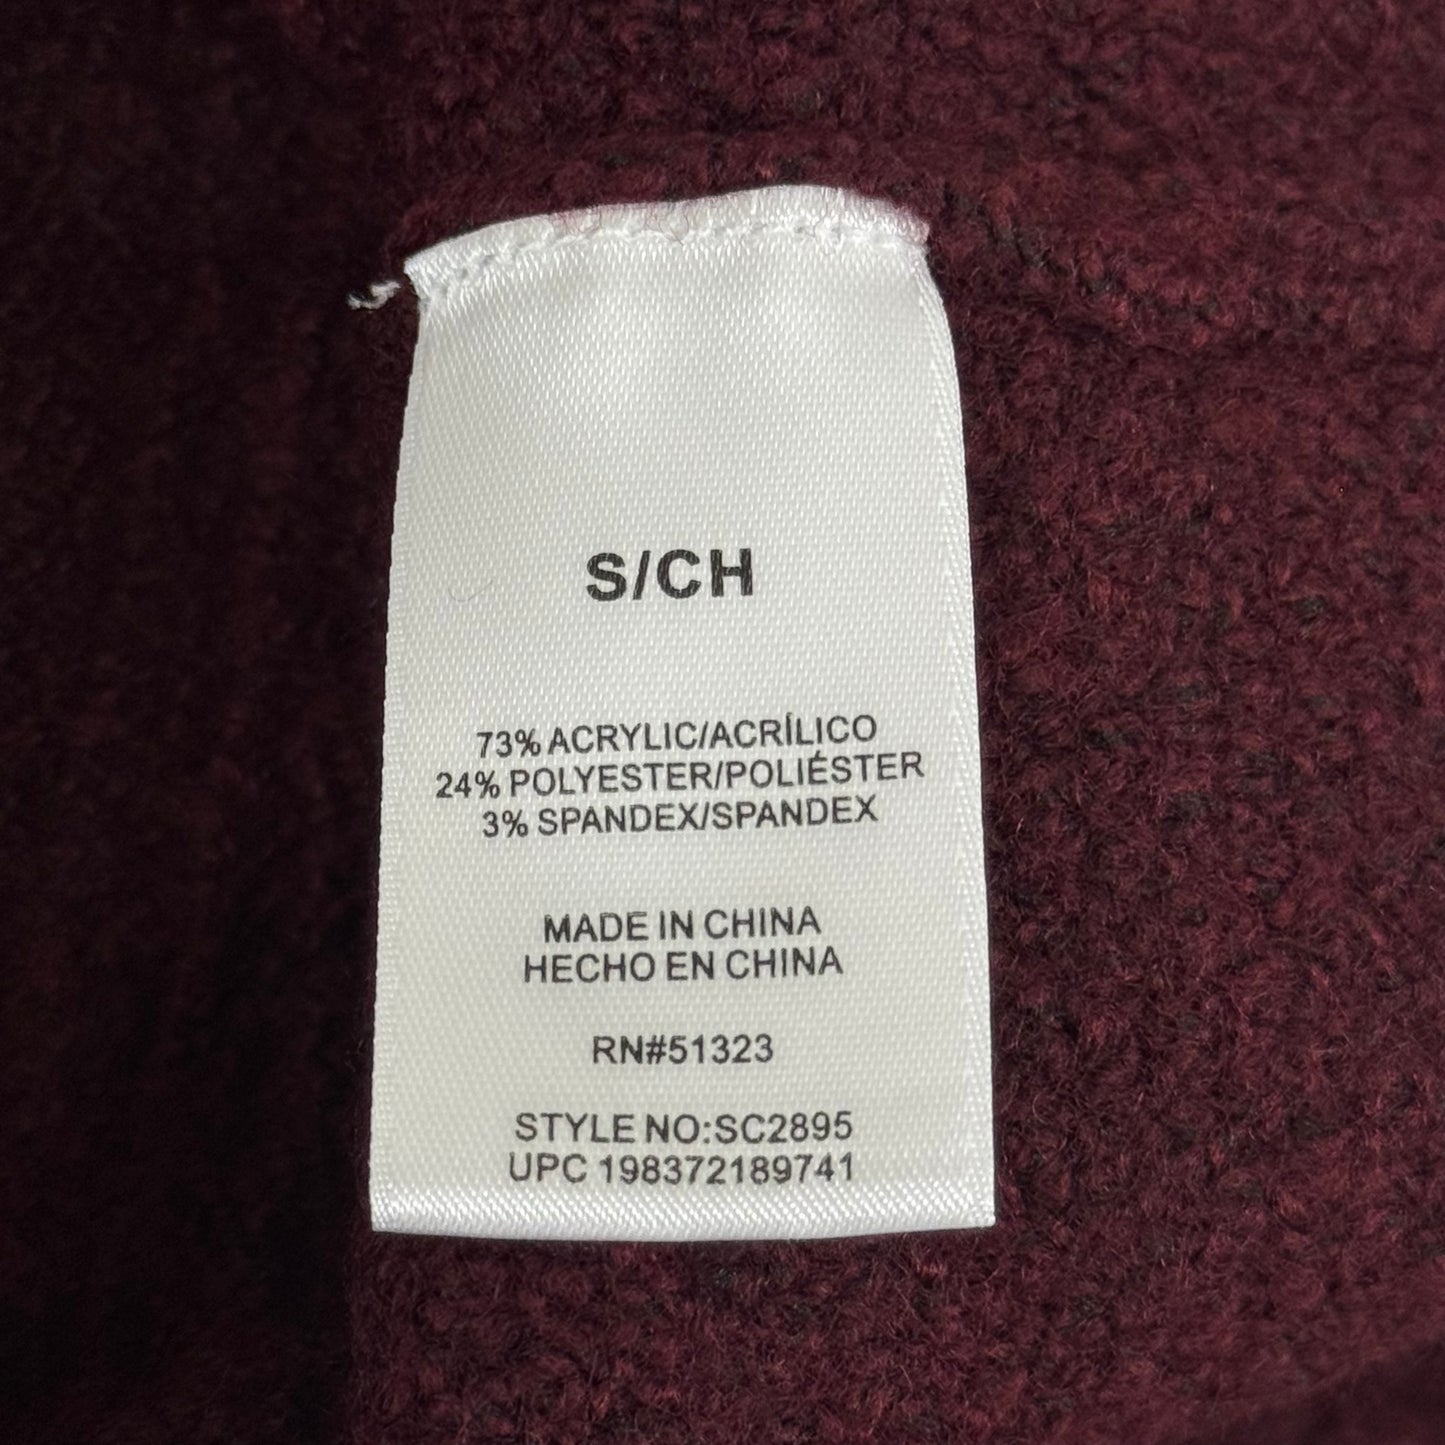 S/CH
73% ACRYLIC/ACRÍLICO
24% POLYESTER/POLIÉSTER
3% SPANDEX/SPANDEX
MADE IN CHINA
HECHO EN CHINA
RN#51323
STYLE NO:SC2895
UPC 198372189741